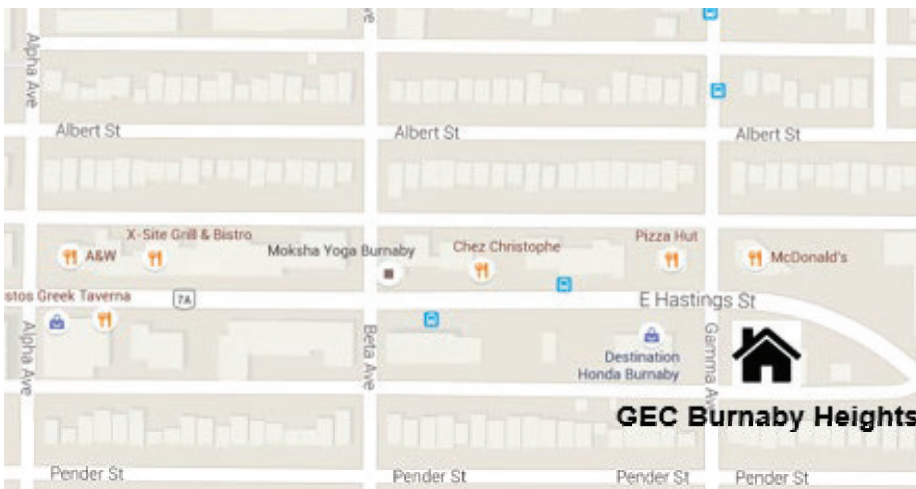 Ave
Alpha Ave
Albert St
Albert St
Albert St
X-Site Grill & Bistro
A&W
Moksha Yoga Burnaby
Chez Christophe
Pizza Hut
McDonald's
stos Greek Taverna
7A
E Hastings St
Alpha Ave
Beta Ave
Gamma Av
Destination
Honda Burnaby
GEC Burnaby Heights
Pender St
Pender St
Pender St
Pender St